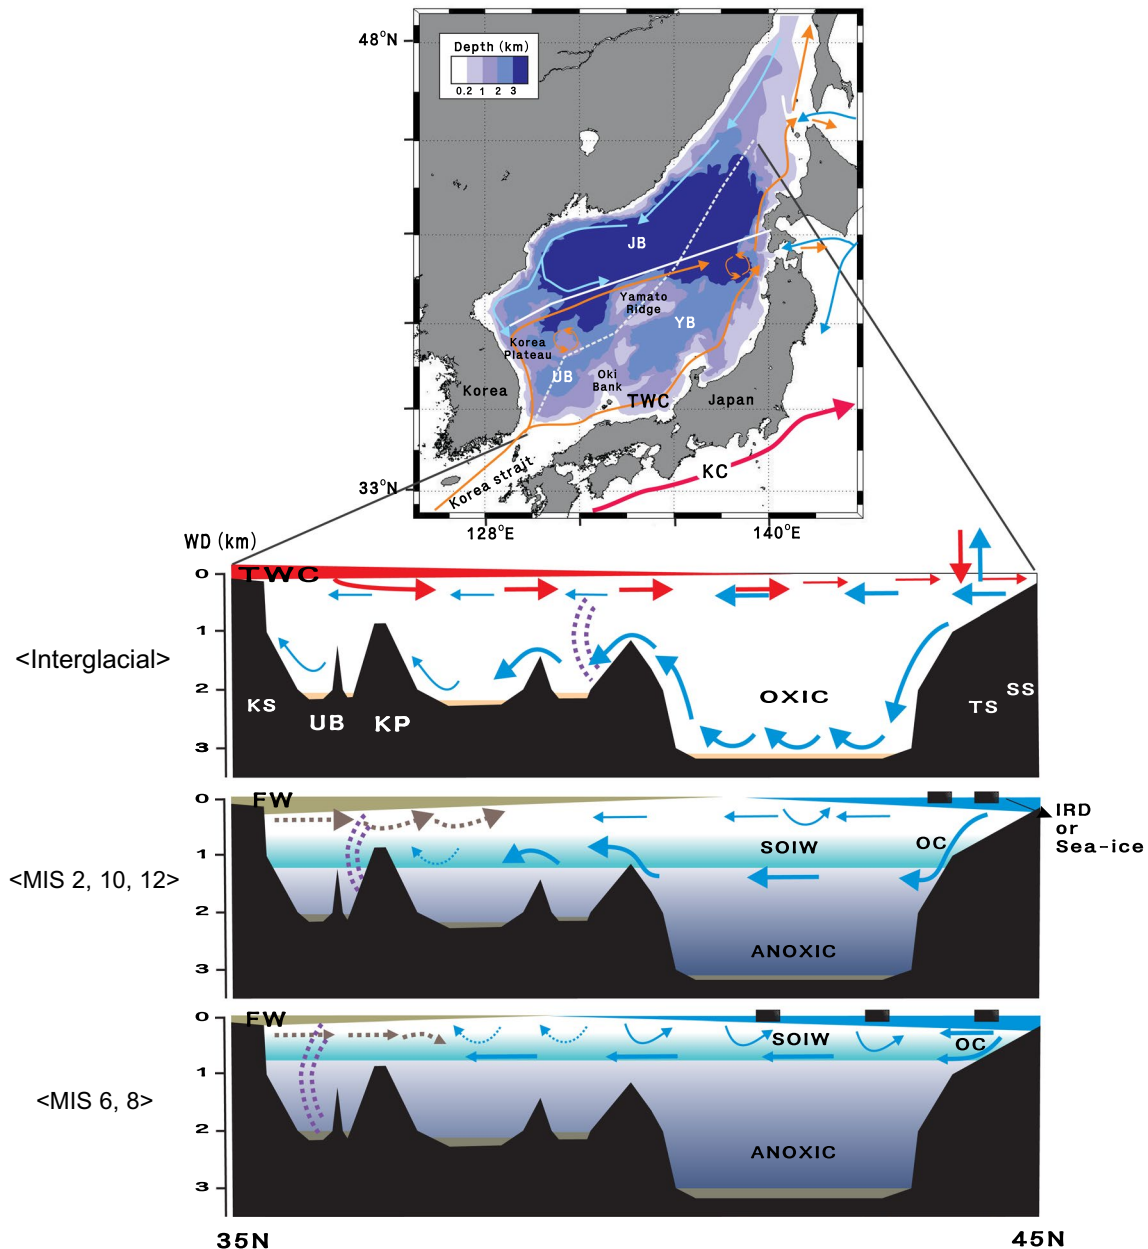 48°N
Depth (km)
0.2 1 2 3
JB
Yamato
Ridge
YB
Korea
Plateau
UB
Oki
Bank
Korea
TWC
Japan
Korea strait
KC
33°N
128°E
140°E
WD (km)
0
TWC
1
<Interglacial>
2
OXIC
KS
UB
KP
TS
SS
3
0
FW
IRD
or
Sea-ice
1
SOIW
OC
<MIS 2, 10, 12>
2
ANOXIC
3
0
FW
SOIW
OC
1
<MIS 6, 8>
2
ANOXIC
3
35N
45N